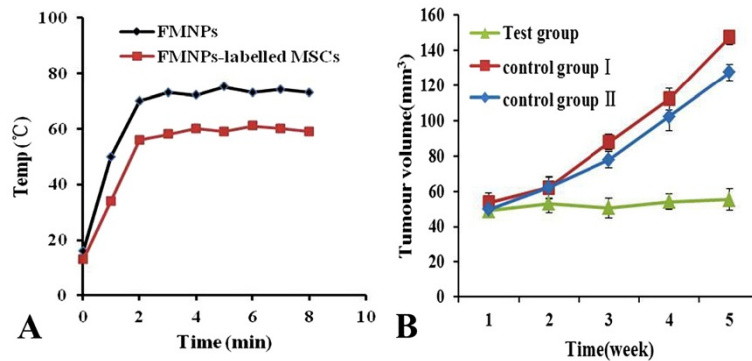 100
80
60
40
20
0
Temp (℃)
FMNPs
FMNPs-labelled MSCs
0 2 4 6 8 10
Time (min)
A
160
140
120
100
80
60
40
20
0
Tumour volume(mm³)
Test group
control group Ⅰ
control group Ⅱ
1 2 3 4 5
Time(week)
B